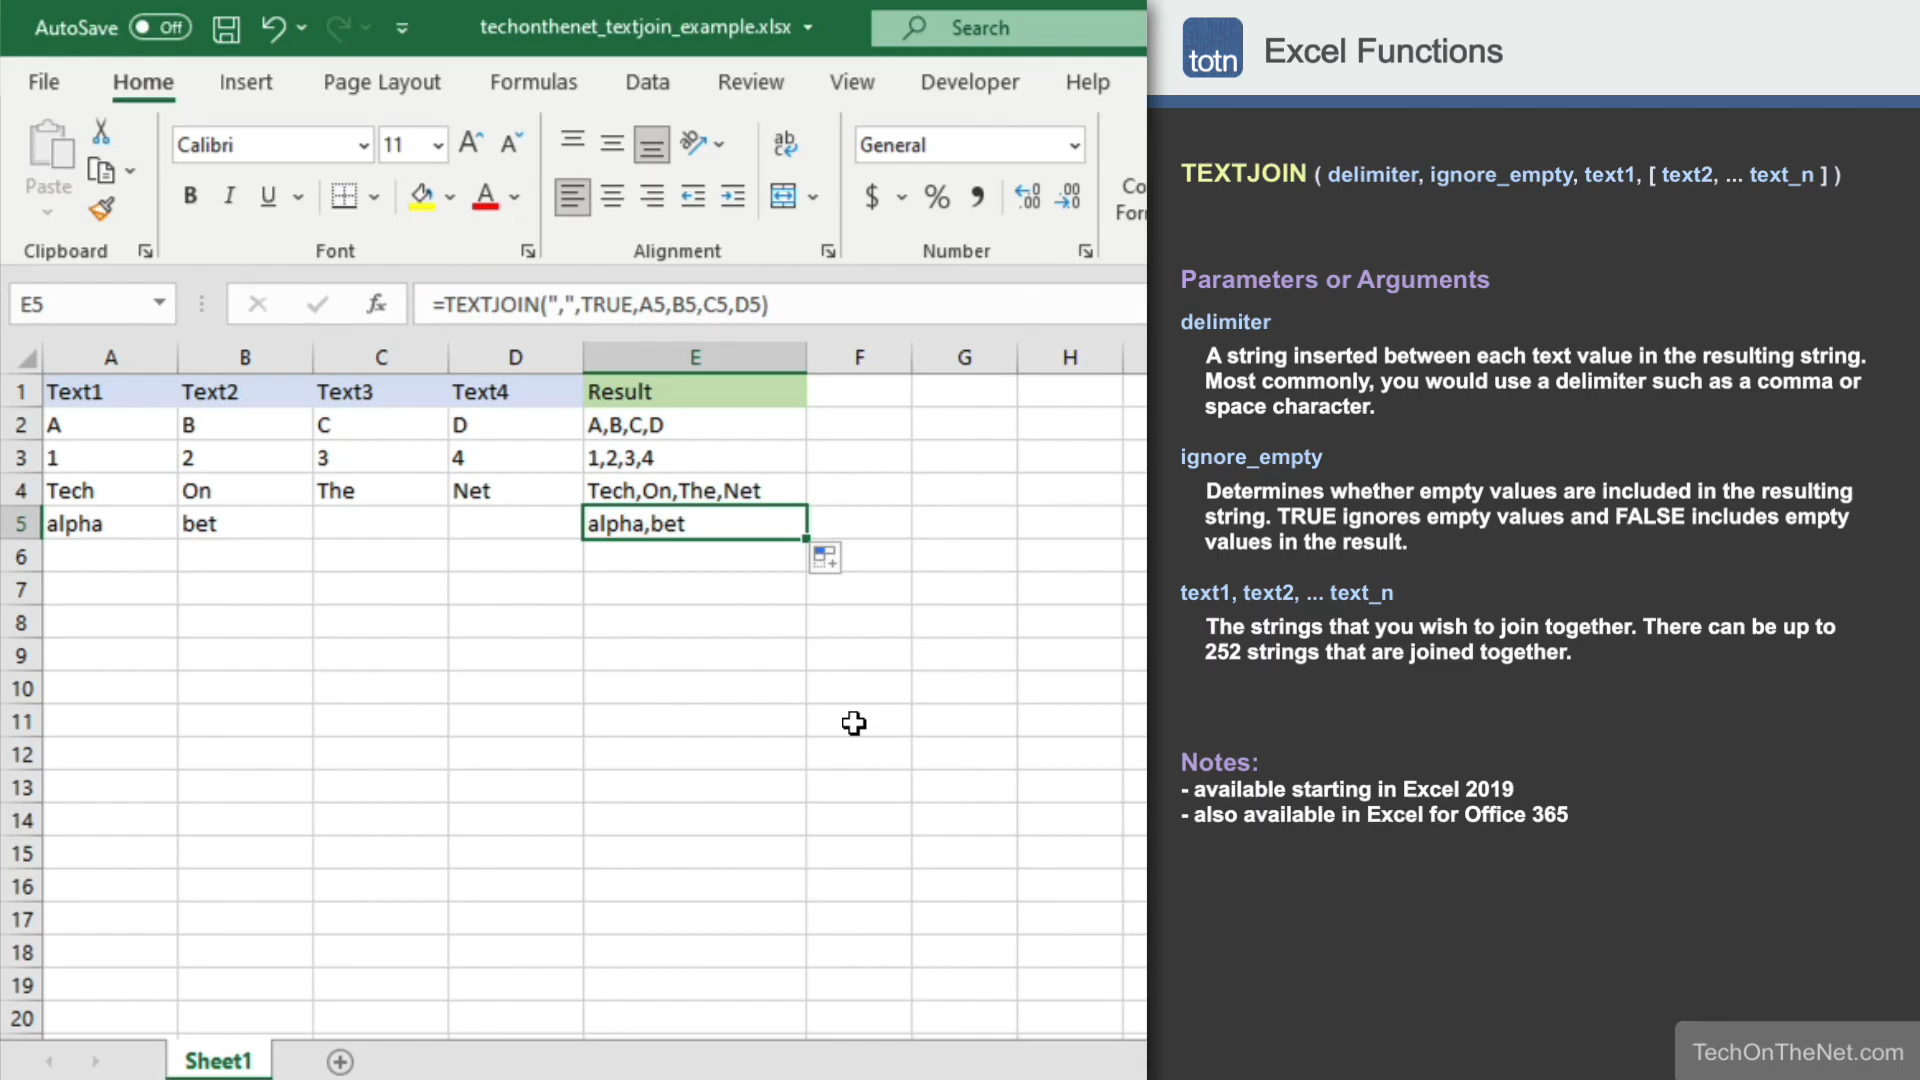 AutoSave Off techonthenet_textjoin_example.xlsx Search
File Home Insert Page Layout Formulas Data Review View Developer Help
Paste Calibri 11 General
Clipboard Font Alignment Number
E5 =TEXTJOIN(",",TRUE,A5,B5,C5,D5)
A B C D E F G H
1 Text1 Text2 Text3 Text4 Result
2 A B C D A,B,C,D
3 1 2 3 4 1,2,3,4
4 Tech On The Net Tech,On,The,Net
5 alpha bet alpha,bet
6
7
8
9
10
11
12
13
14
15
16
17
18
19
20
Sheet1
totn Excel Functions
TEXTJOIN ( delimiter, ignore_empty, text1, [ text2, ... text_n ] )
Parameters or Arguments
delimiter
A string inserted between each text value in the resulting string.
Most commonly, you would use a delimiter such as a comma or
space character.
ignore_empty
Determines whether empty values are included in the resulting
string. TRUE ignores empty values and FALSE includes empty
values in the result.
text1, text2, ... text_n
The strings that you wish to join together. There can be up to
252 strings that are joined together.
Notes:
- available starting in Excel 2019
- also available in Excel for Office 365
TechOnTheNet.com